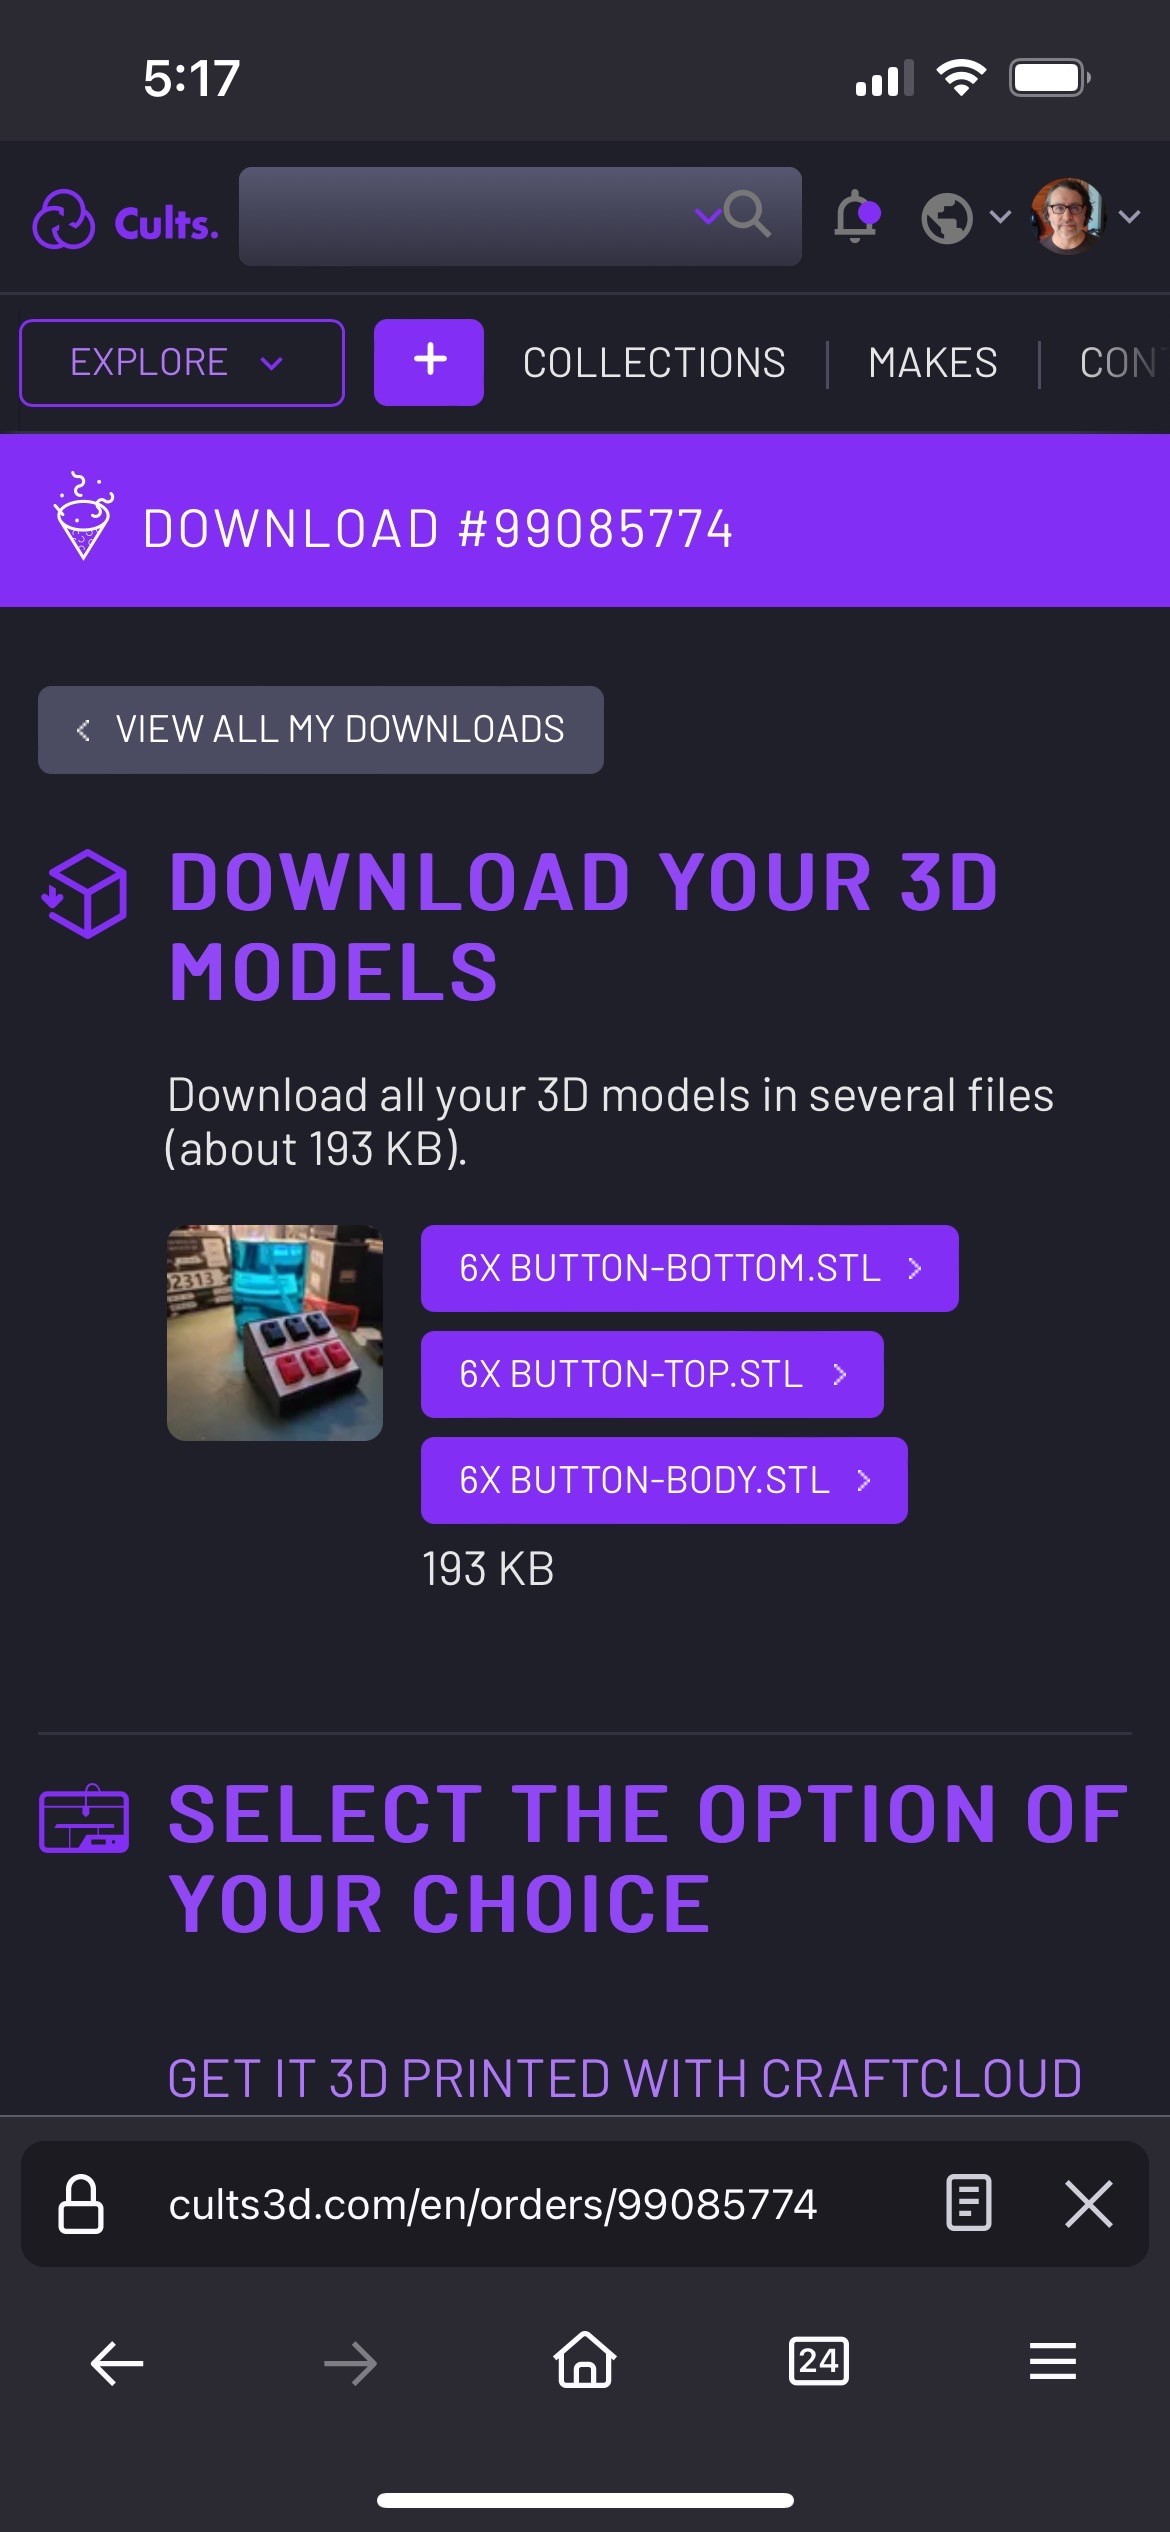 5:17
Cults.
EXPLORE
+
COLLECTIONS
MAKES
DOWNLOAD #99085774
VIEW ALL MY DOWNLOADS
DOWNLOAD YOUR 3D
MODELS
Download all your 3D models in several files
(about 193 KB).
2313
6X BUTTON-BOTTOM.STL
6X BUTTON-TOP.STL
6X BUTTON-BODY.STL
193 KB
SELECT THE OPTION OF
YOUR CHOICE
GET IT 3D PRINTED WITH CRAFTCLOUD
cults3d.com/en/orders/99085774
24